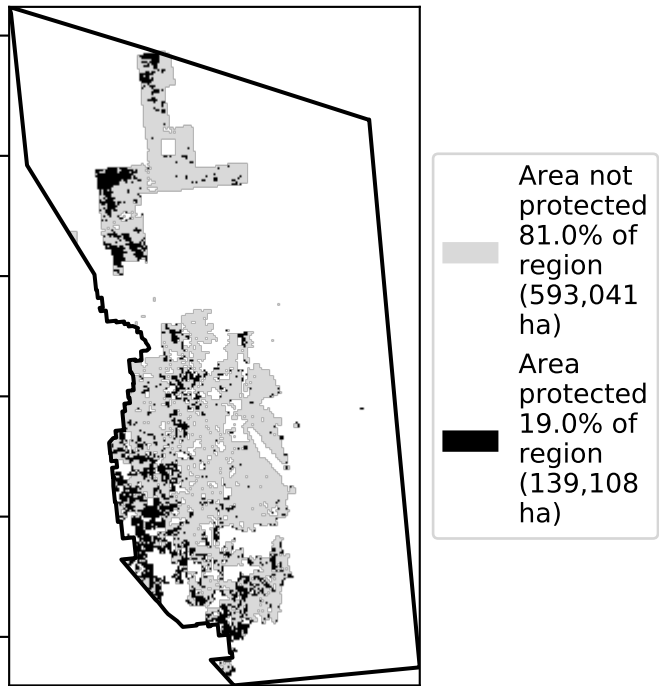 Area not
protected
81.0% of
region
(593,041
ha)
Area
protected
19.0% of
region
(139,108
ha)